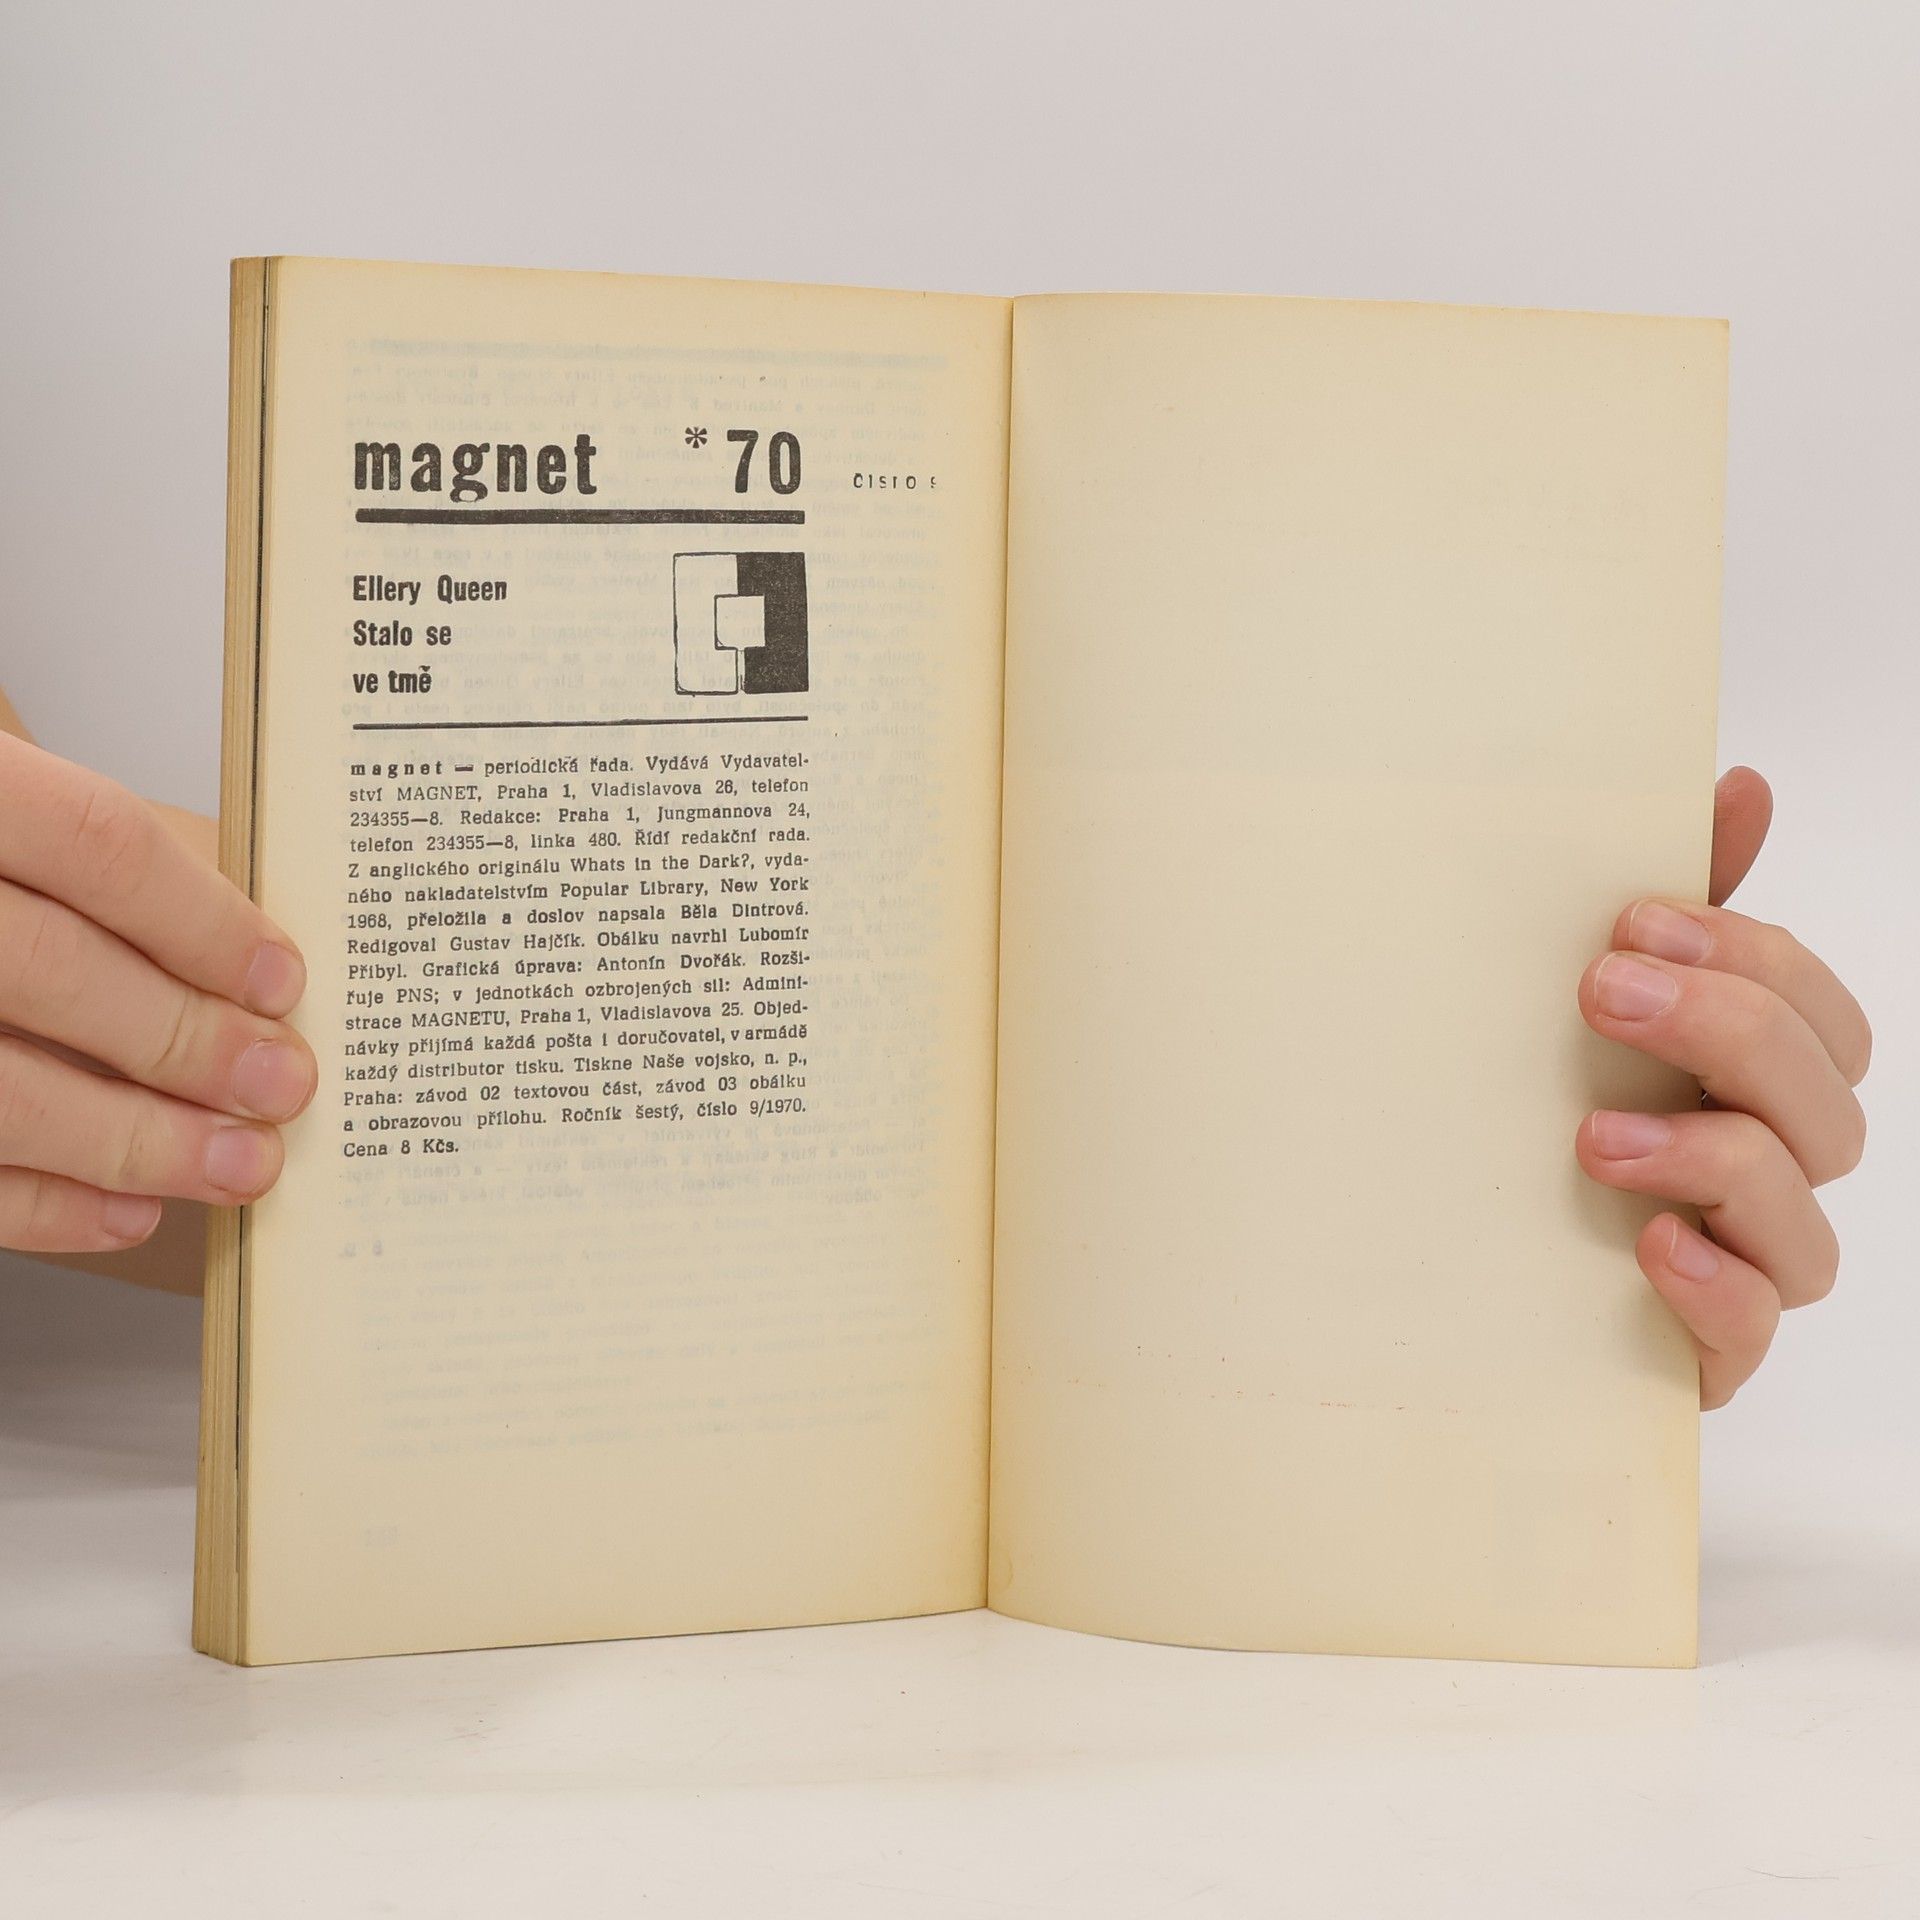 magnet *70 číslo 9
Ellery Queen
Stalo se
ve tmě
magnet — periodická řada. Vydává Vydavatel-
ství MAGNET, Praha 1, Vladislavova 26, telefon
234355—8. Redakce: Praha 1, Jungmannova 24,
telefon 234355—8, linka 480. Řídí redakční rada.
Z anglického originálu Whats in the Dark?, vyda-
ného nakladatelstvím Popular Library, New York
1968, přeložila a doslov napsala Běla Dintrová.
Redigoval Gustav Hajčík. Obálku navrhl Lubomír
Přibyl. Grafická úprava: Antonín Dvořák. Rozši-
řuje PNS; v jednotkách ozbrojených sil: Admini-
strace MAGNETU, Praha 1, Vladislavova 25. Objed-
návky přijímá každá pošta i doručovatel, v armádě
každý distributor tisku. Tiskne Naše vojsko, n. p.,
Praha: závod 02 textovou část, závod 03 obálku
a obrazovou přílohu. Ročník šestý, číslo 9/1970.
Cena 8 Kčs.